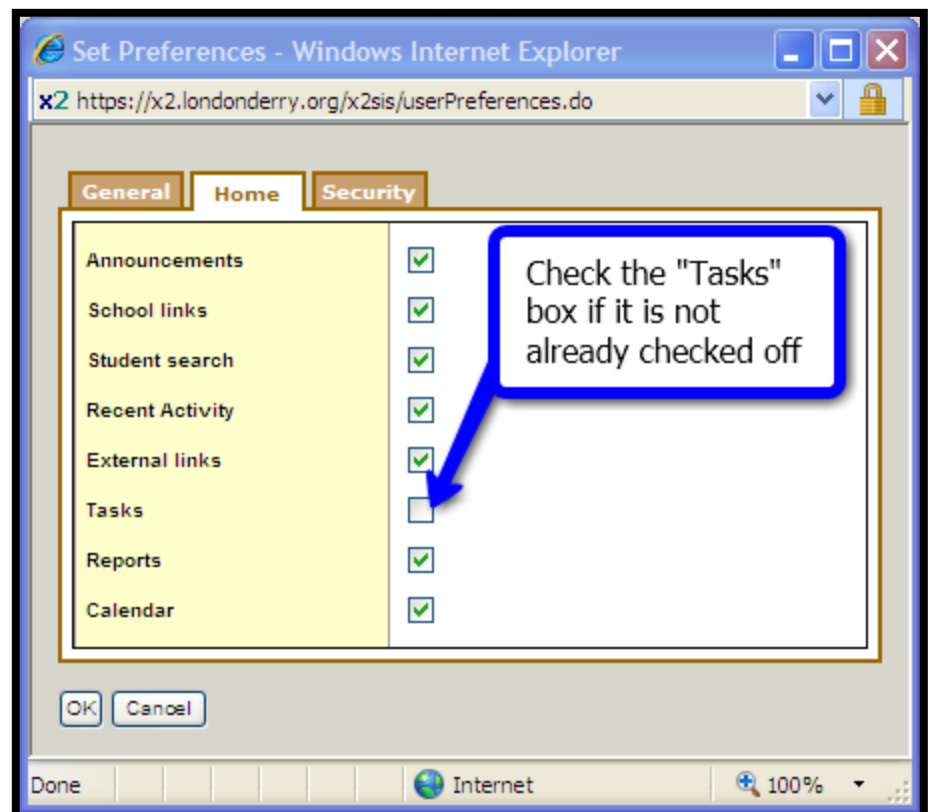 Set Preferences - Windows Internet Explorer
x2 https://x2.londonderry.org/x2sis/userPreferences.do
General Home Security
Announcements
School links
Student search
Recent Activity
External links
Tasks
Reports
Calendar
Check the "Tasks"
box if it is not
already checked off
OK Cancel
Done Internet 100%